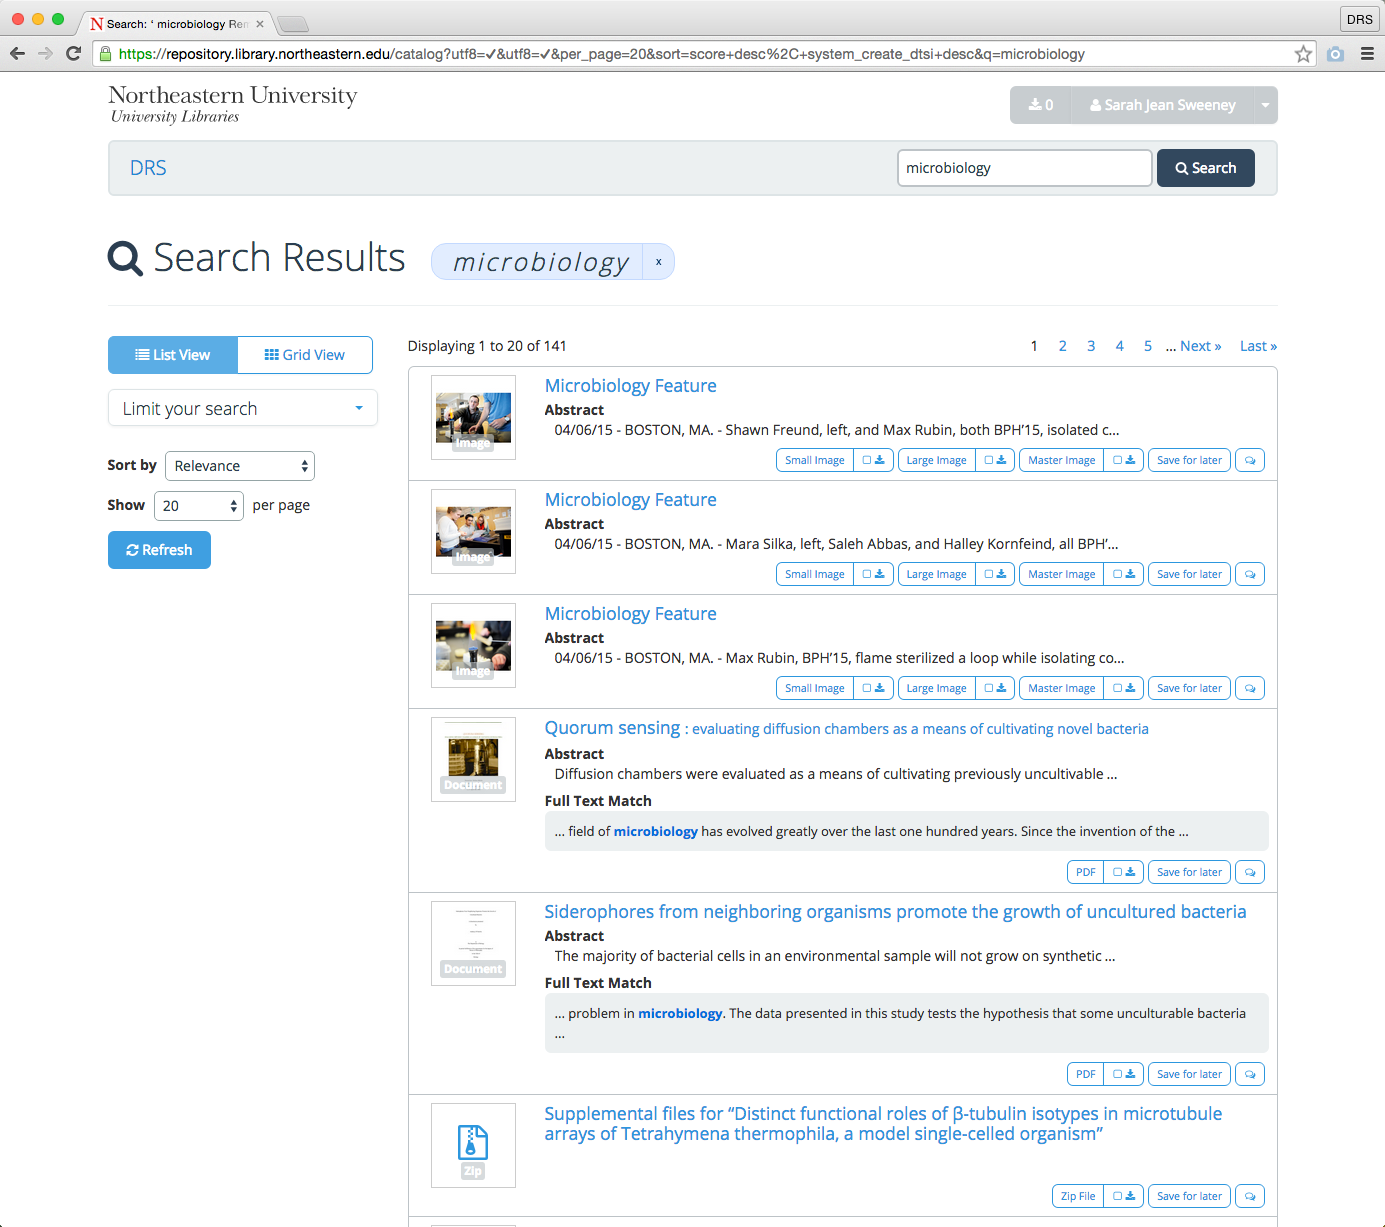 Search: ‘ microbiology Rem
DRS
https://repository.library.northeastern.edu/catalog?utf8=✓&utf8=✓&per_page=20&sort=score+desc%2C+system_create_dtsi+desc&q=microbiology
Northeastern University
University Libraries
0 Sarah Jean Sweeney
DRS
microbiology
Search
Search Results
microbiology x
List View Grid View
Limit your search
Sort by Relevance
Show 20 per page
Refresh
Displaying 1 to 20 of 141
1 2 3 4 5 ... Next » Last »
Image
Microbiology Feature
Abstract
04/06/15 - BOSTON, MA. - Shawn Freund, left, and Max Rubin, both BPH’15, isolated c...
Small Image Large Image Master Image Save for later
Image
Microbiology Feature
Abstract
04/06/15 - BOSTON, MA. - Mara Silka, left, Saleh Abbas, and Halley Kornfeind, all BPH’...
Small Image Large Image Master Image Save for later
Image
Microbiology Feature
Abstract
04/06/15 - BOSTON, MA. - Max Rubin, BPH’15, flame sterilized a loop while isolating co...
Small Image Large Image Master Image Save for later
Document
Quorum sensing : evaluating diffusion chambers as a means of cultivating novel bacteria
Abstract
Diffusion chambers were evaluated as a means of cultivating previously uncultivable ...
Full Text Match
... field of microbiology has evolved greatly over the last one hundred years. Since the invention of the ...
PDF Save for later
Document
Siderophores from neighboring organisms promote the growth of uncultured bacteria
Abstract
The majority of bacterial cells in an environmental sample will not grow on synthetic ...
Full Text Match
... problem in microbiology. The data presented in this study tests the hypothesis that some unculturable bacteria
...
PDF Save for later
Zip
Supplemental files for “Distinct functional roles of β-tubulin isotypes in microtubule
arrays of Tetrahymena thermophila, a model single-celled organism”
Zip File Save for later